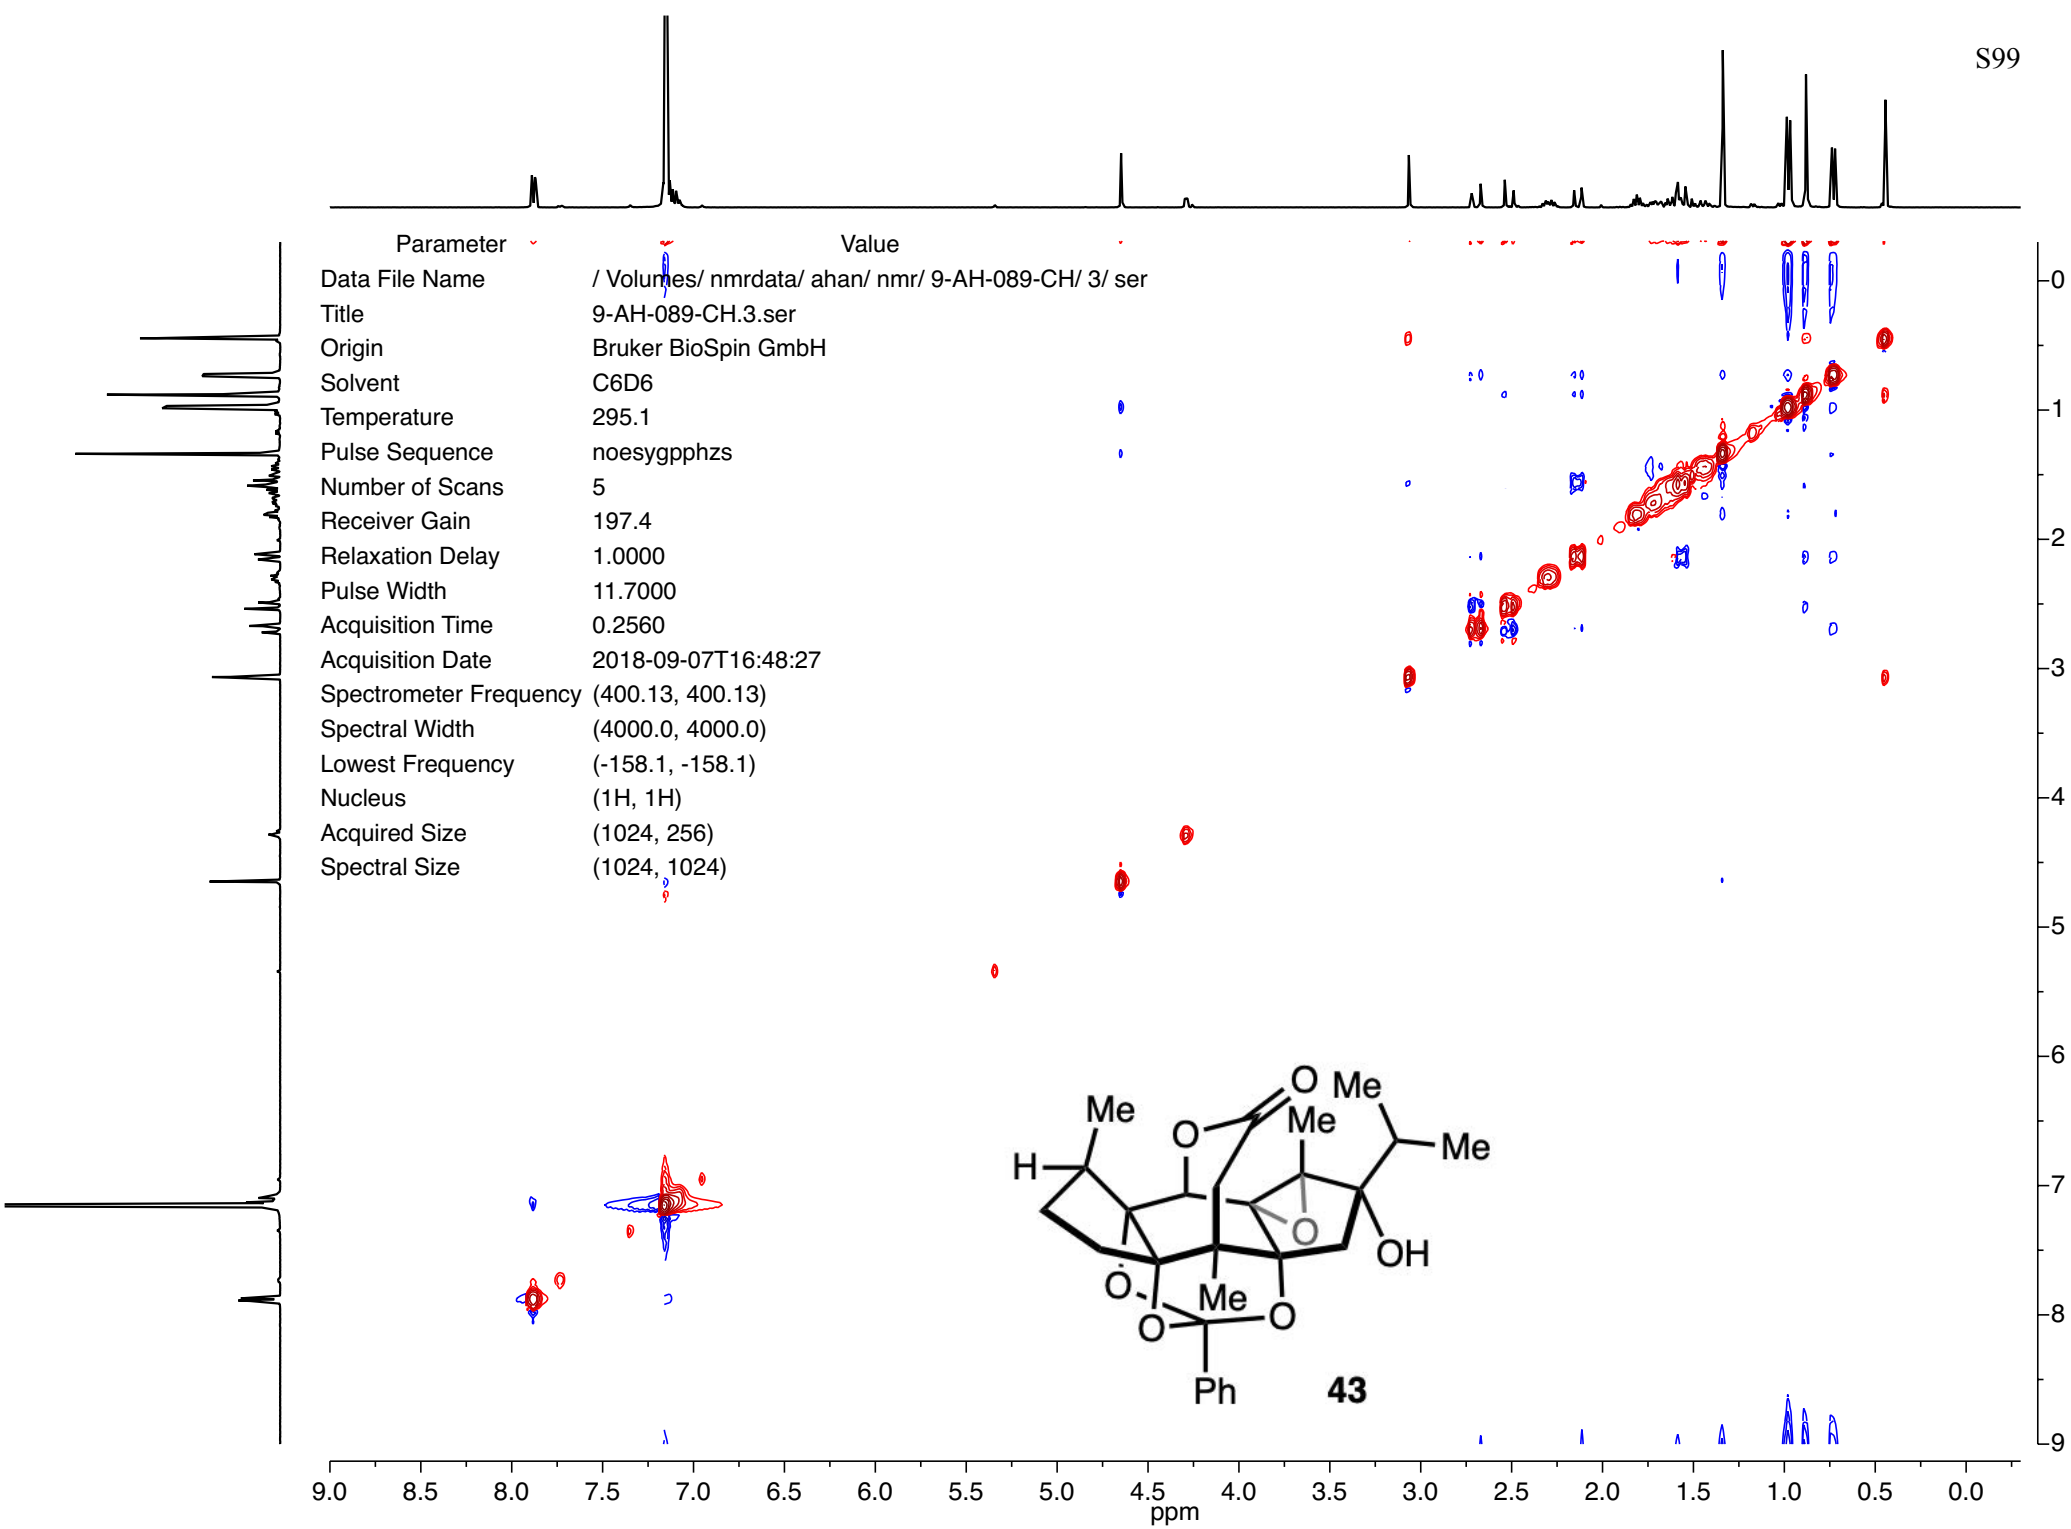 S99
Parameter Value
Data File Name / Volumes/ nmrdata/ ahan/ nmr/ 9-AH-089-CH/ 3/ ser
Title 9-AH-089-CH.3.ser
Origin Bruker BioSpin GmbH
Solvent C6D6
Temperature 295.1
Pulse Sequence noesygpphzs
Number of Scans 5
Receiver Gain 197.4
Relaxation Delay 1.0000
Pulse Width 11.7000
Acquisition Time 0.2560
Acquisition Date 2018-09-07T16:48:27
Spectrometer Frequency (400.13, 400.13)
Spectral Width (4000.0, 4000.0)
Lowest Frequency (-158.1, -158.1)
Nucleus (1H, 1H)
Acquired Size (1024, 256)
Spectral Size (1024, 1024)
0
1
2
3
4
5
6
7
8
9
O Me
Me
O
Me
Me
H
O
OH
O
Me
O
O
Ph
43
9.0 8.5 8.0 7.5 7.0 6.5 6.0 5.5 5.0 4.5 4.0 3.5 3.0 2.5 2.0 1.5 1.0 0.5 0.0
ppm